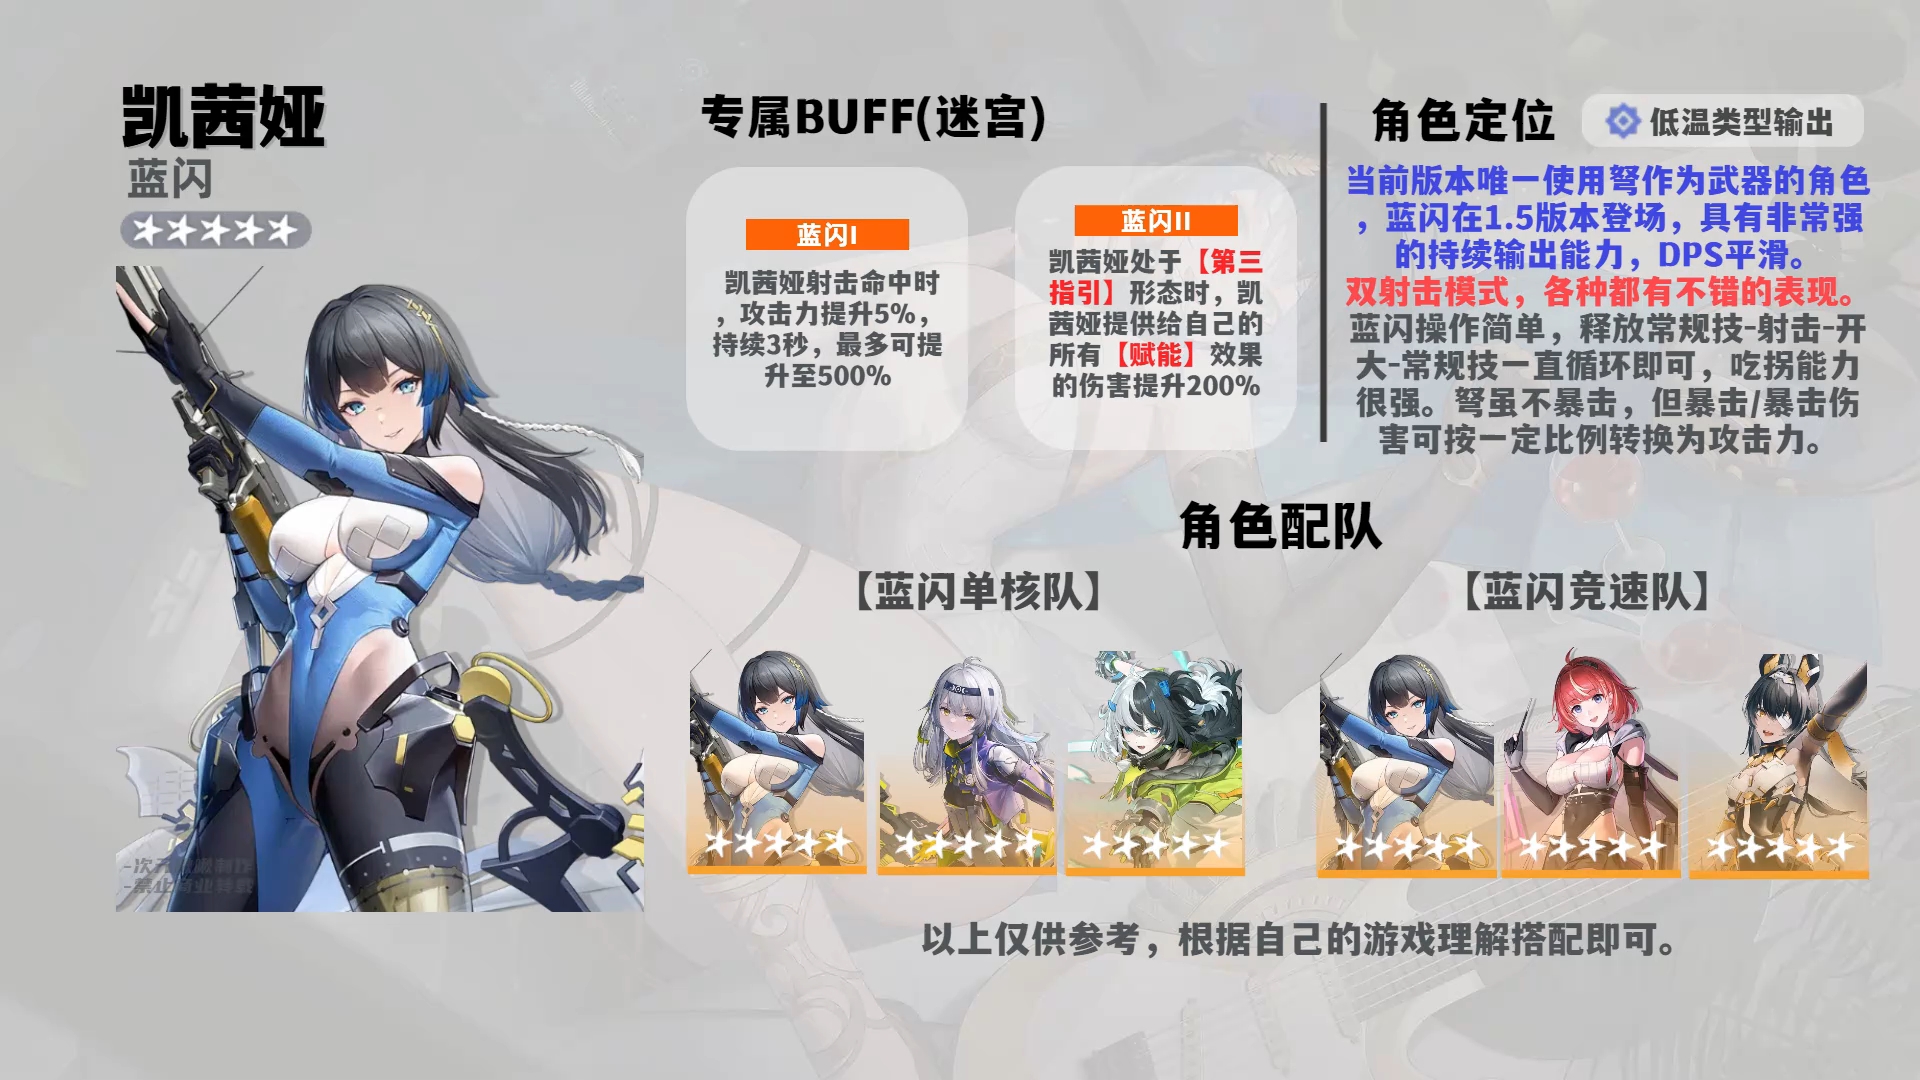 凯茜娅
蓝闪
专属BUFF(迷宫)
蓝闪I
凯茜娅射击命中时
，攻击力提升5%，
持续3秒，最多可提
升至500%
蓝闪II
凯茜娅处于【第三
指引】形态时，凯
茜娅提供给自己的
所有【赋能】效果
的伤害提升200%
角色定位
低温类型输出
当前版本唯一使用弩作为武器的角色
，蓝闪在1.5版本登场，具有非常强
的持续输出能力，DPS平滑。
双射击模式，各种都有不错的表现。
蓝闪操作简单，释放常规技-射击-开
大-常规技一直循环即可，吃拐能力
很强。弩虽不暴击，但暴击/暴击伤
害可按一定比例转换为攻击力。
角色配队
【蓝闪单核队】
【蓝闪竞速队】
以上仅供参考，根据自己的游戏理解搭配即可。